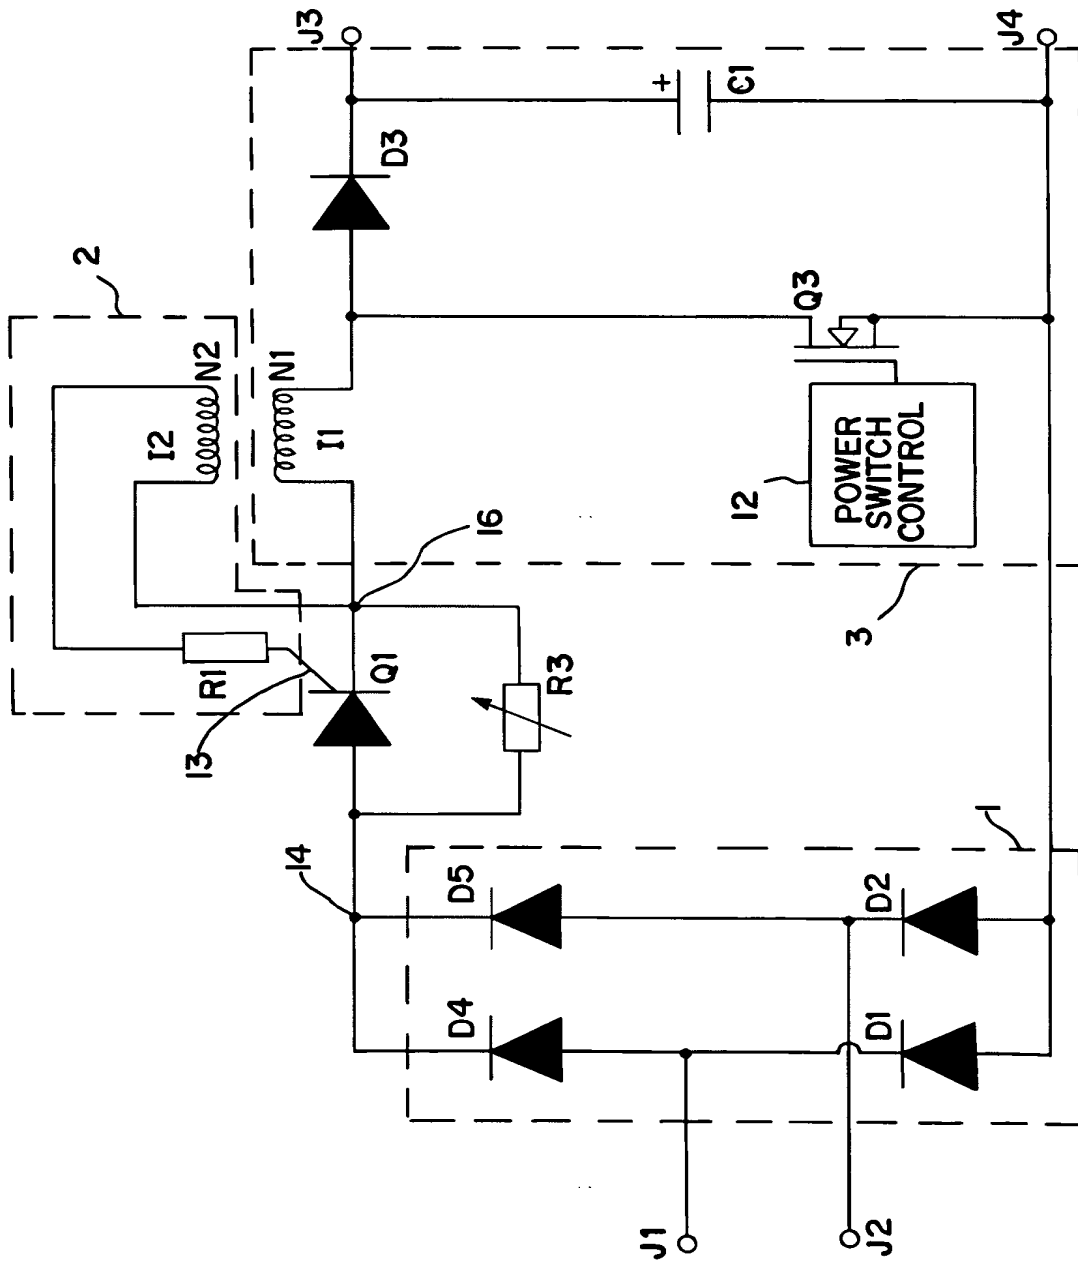 J3
J4
2
D3
+
C1
N2
N1
I2
I1
Q3
POWER
SWITCH
CONTROL
12
16
3
R1
Q1
R3
13
14
1
D5
D2
D4
D1
J1
J2